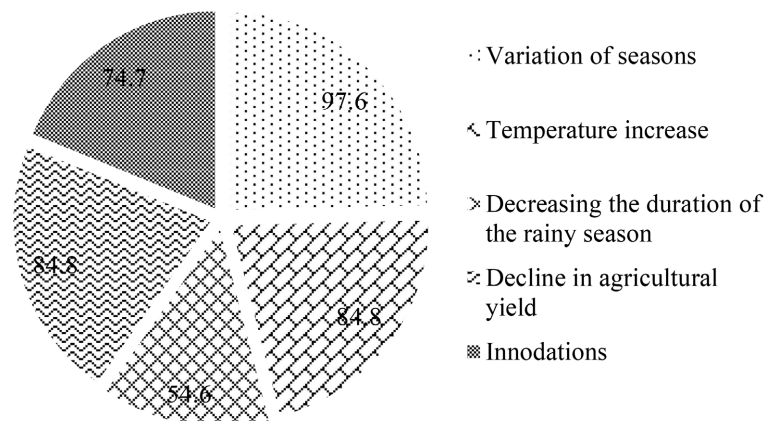 74.7
97.6
84.8
84.8
54.6
Variation of seasons
Temperature increase
Decreasing the duration of
the rainy season
Decline in agricultural
yield
Innodations